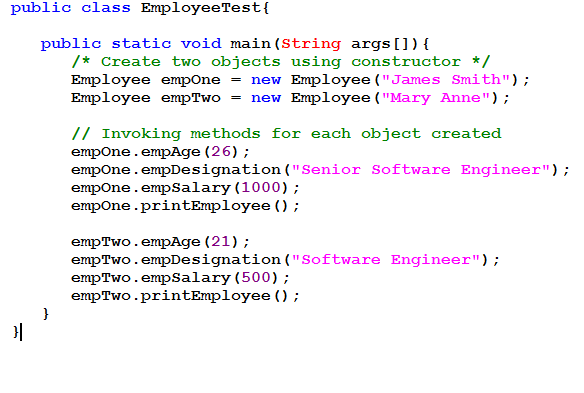 public class EmployeeTest{
public static void main(String args[]){
/* Create two objects using constructor */
Employee empOne = new Employee("James Smith");
Employee empTwo = new Employee("Mary Anne");
// Invoking methods for each object created
empOne.empAge(26);
empOne.empDesignation("Senior Software Engineer");
empOne.empSalary(1000);
empOne.printEmployee();
empTwo.empAge(21);
empTwo.empDesignation("Software Engineer");
empTwo.empSalary(500);
empTwo.printEmployee();
}
}